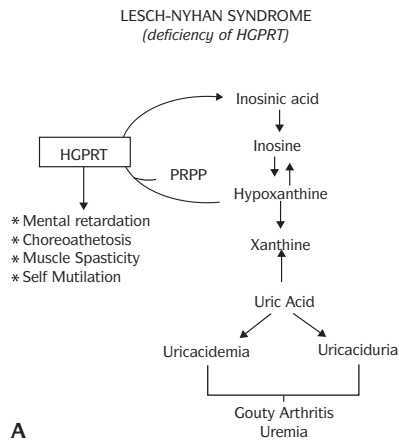 LESCH-NYHAN SYNDROME
(deficiency of HGPRT)
Inosinic acid
Inosine
HGPRT
PRPP
Hypoxanthine
* Mental retardation
* Choreoathetosis
* Muscle Spasticity
* Self Mutilation
Xanthine
Uric Acid
Uricacidemia
Uricaciduria
Gouty Arthritis
Uremia
A